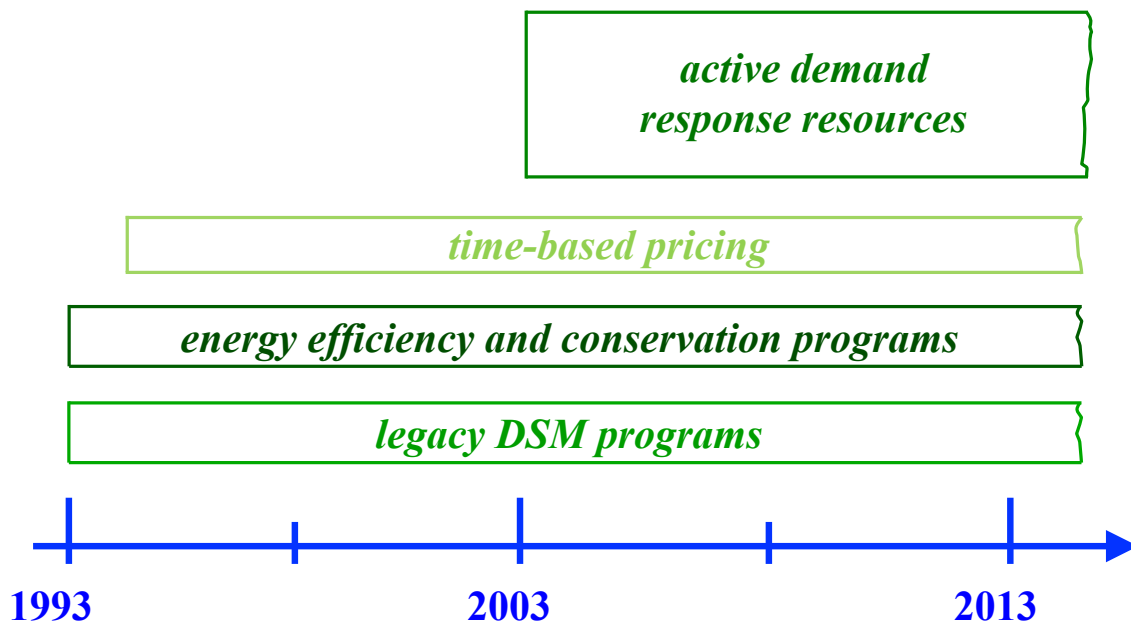 active demand
response resources
time-based pricing
energy efficiency and conservation programs
legacy DSM programs
1993
2003
2013